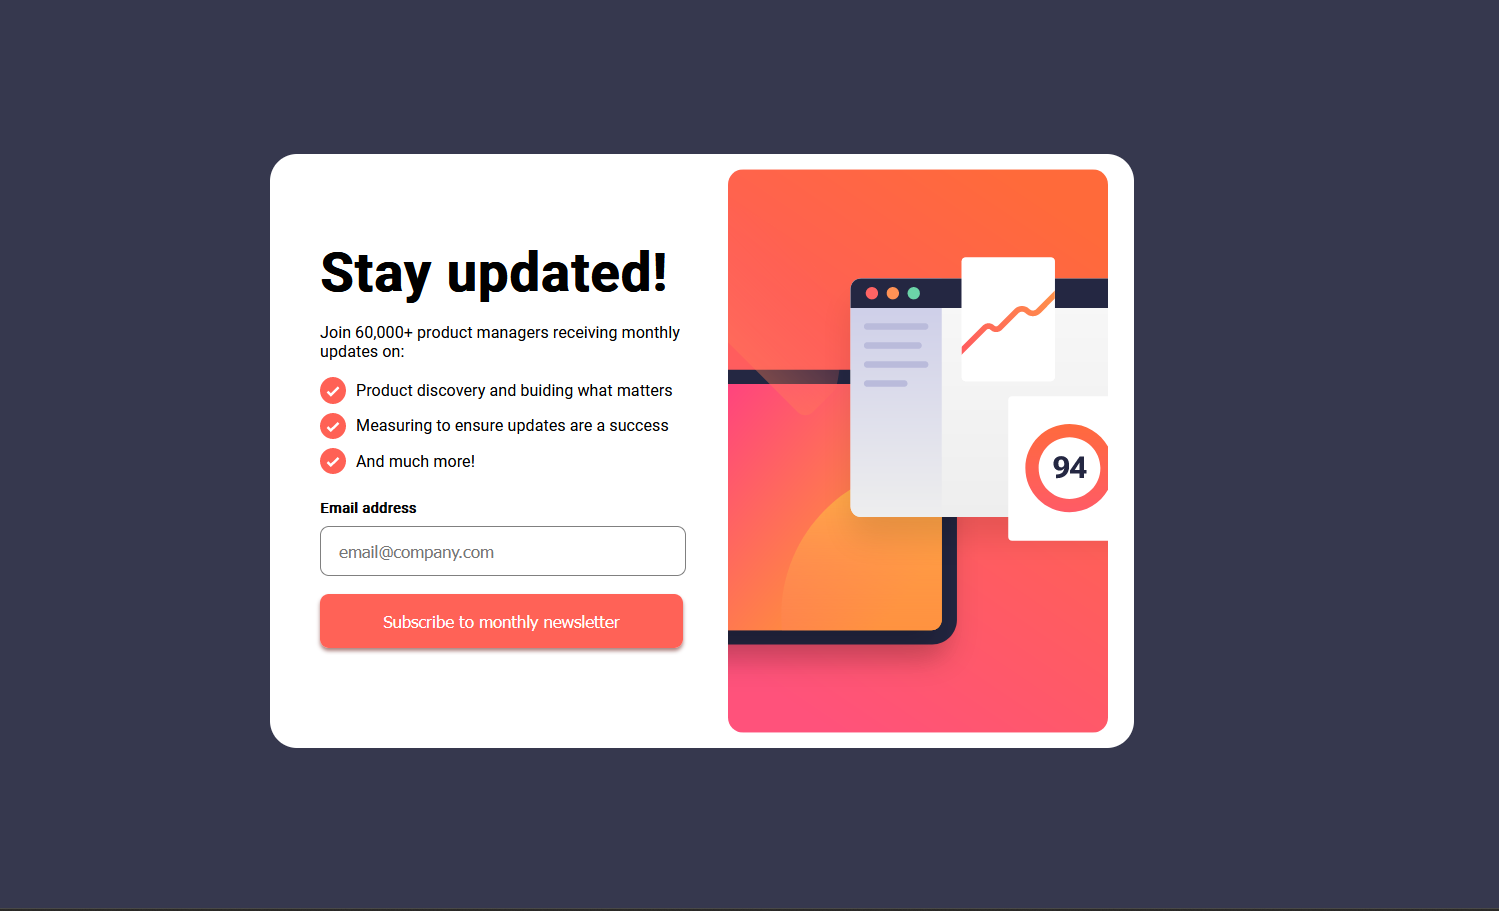 Stay updated!
Join 60,000+ product managers receiving monthly
updates on:
Product discovery and buiding what matters
Measuring to ensure updates are a success
And much more!
Email address
email@company.com
Subscribe to monthly newsletter
94